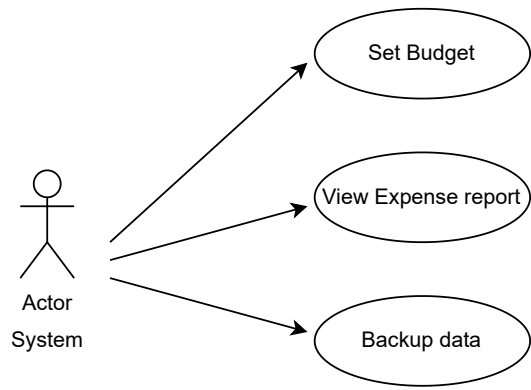 Set Budget
View Expense report
Actor
System
Backup data